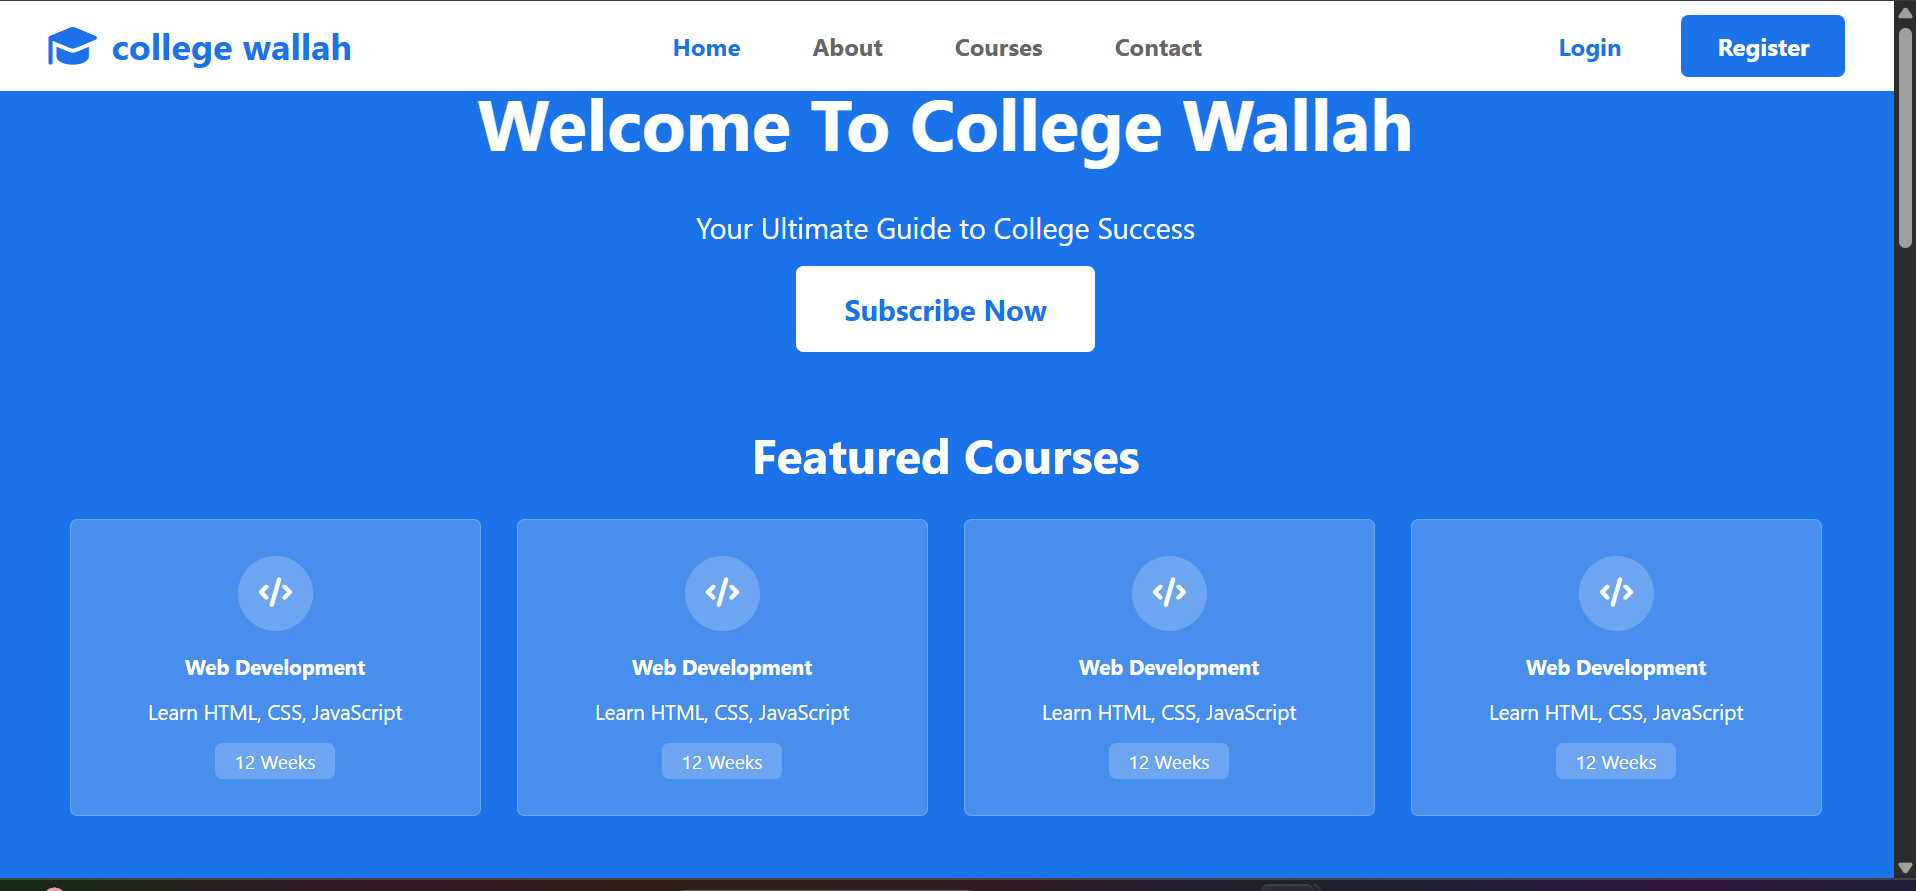 college wallah
Home About Courses Contact
Login Register
Welcome To College Wallah
Your Ultimate Guide to College Success
Subscribe Now
Featured Courses
</>
Web Development
Learn HTML, CSS, JavaScript
12 Weeks
</>
Web Development
Learn HTML, CSS, JavaScript
12 Weeks
</>
Web Development
Learn HTML, CSS, JavaScript
12 Weeks
</>
Web Development
Learn HTML, CSS, JavaScript
12 Weeks